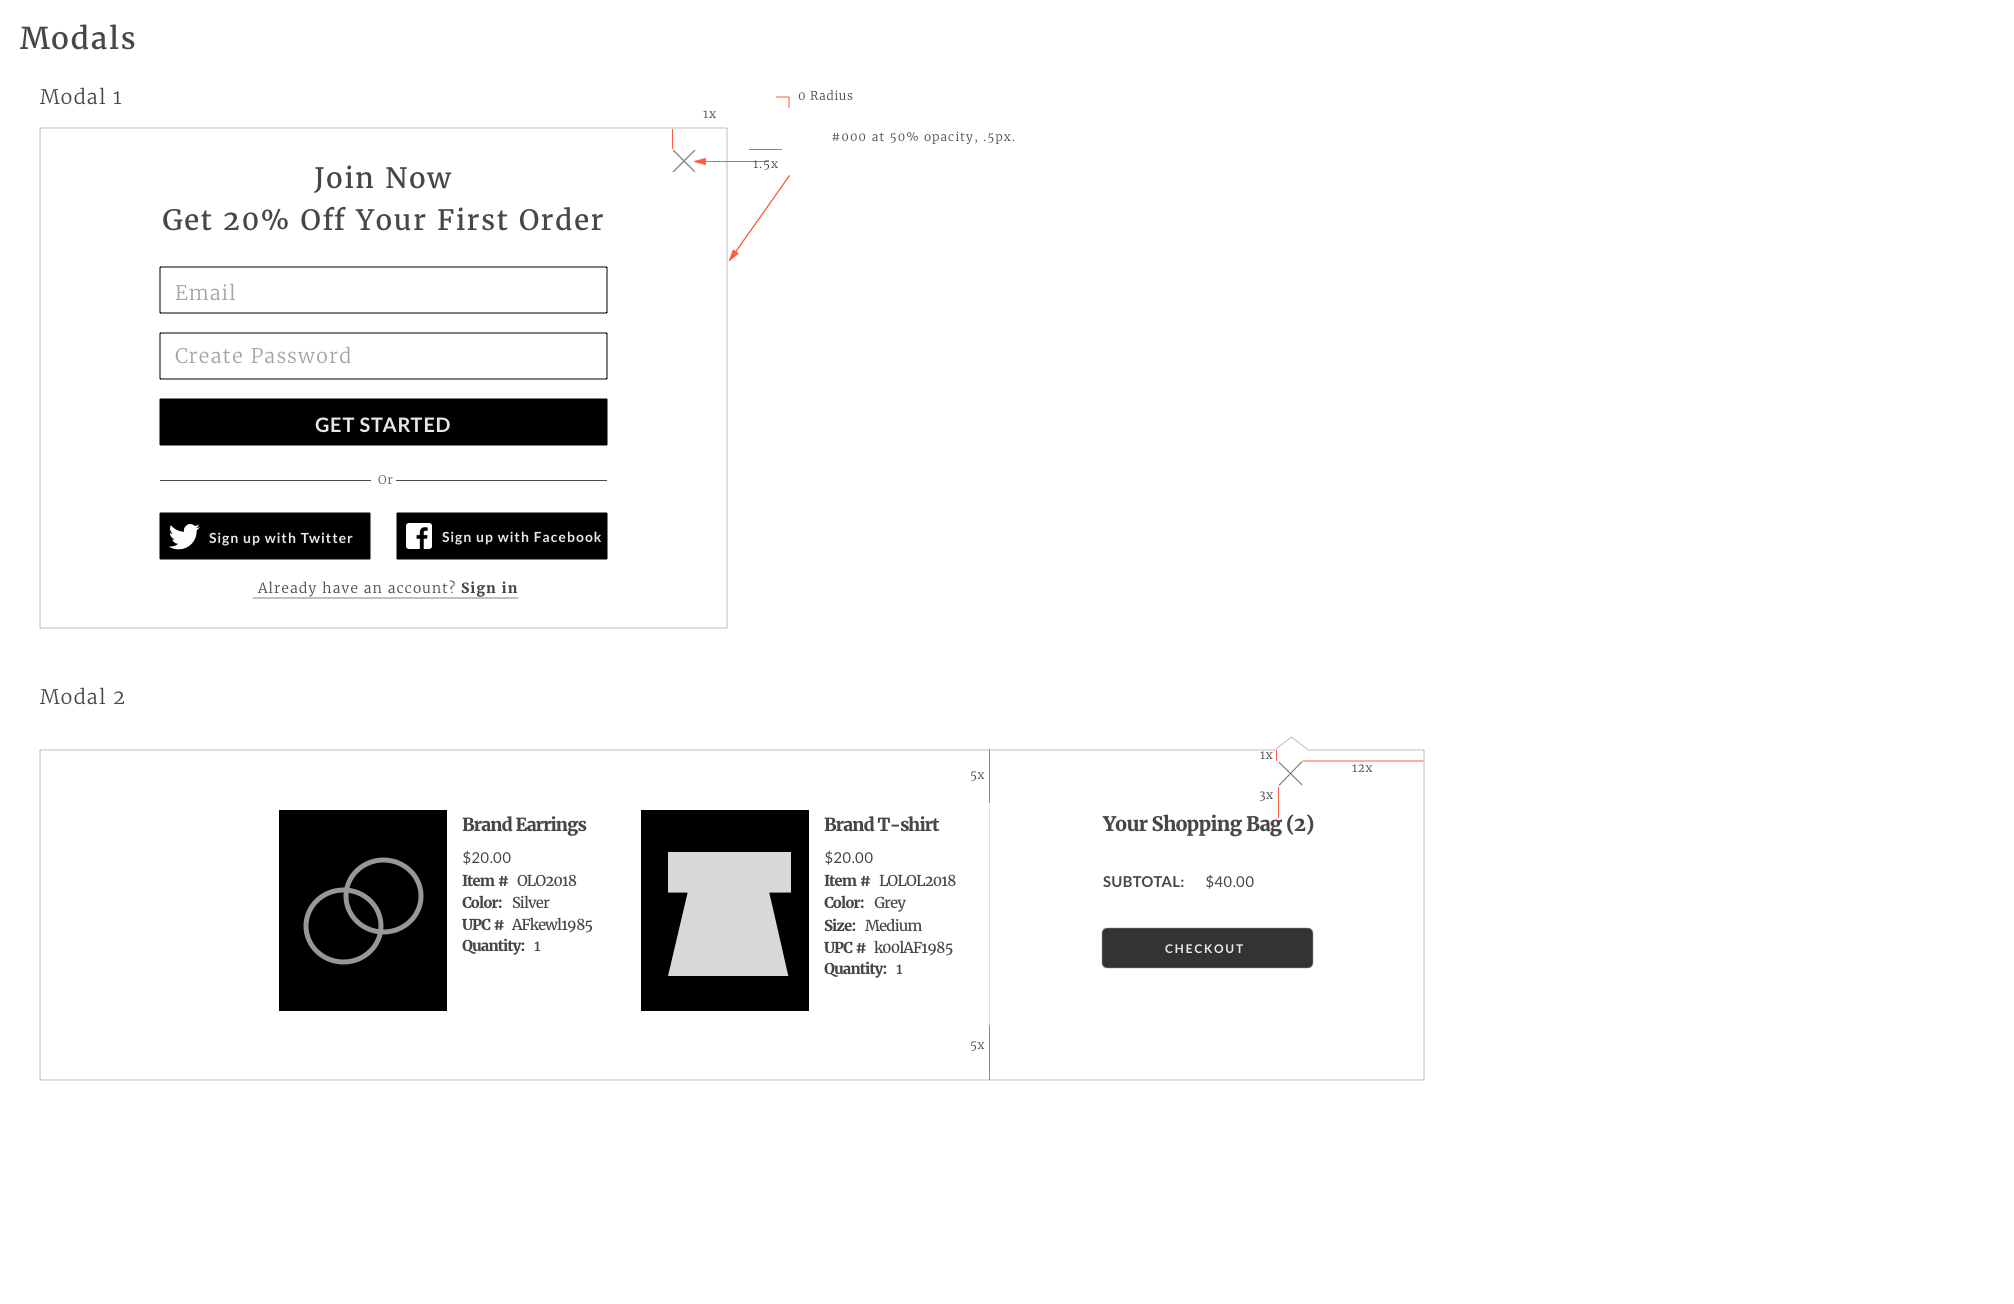 Modals
Modal 1
0 Radius
1x
#000 at 50% opacity, .5px.
1.5x
Join Now
Get 20% Off Your First Order
Email
Create Password
GET STARTED
Or
Sign up with Twitter
Sign up with Facebook
Already have an account? Sign in
Modal 2
1x
12x
5x
3x
Brand Earrings
$20.00
Item # OLO2018
Color: Silver
UPC # AFkewl1985
Quantity: 1
Brand T-shirt
$20.00
Item # LOLOL2018
Color: Grey
Size: Medium
UPC # koolAF1985
Quantity: 1
Your Shopping Bag (2)
SUBTOTAL: $40.00
CHECKOUT
5x